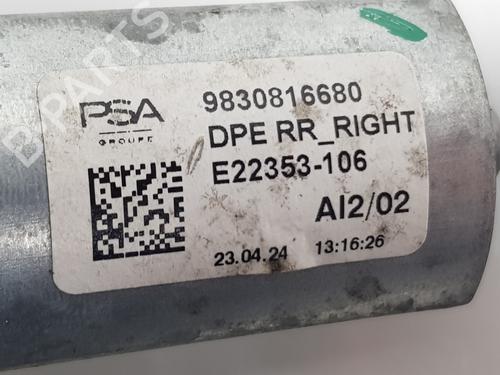 PSA
GROUPE
9830816680
DPE RR_RIGHT
E22353-106
AI2/02
23.04.24 13:16:26
B-PARTS